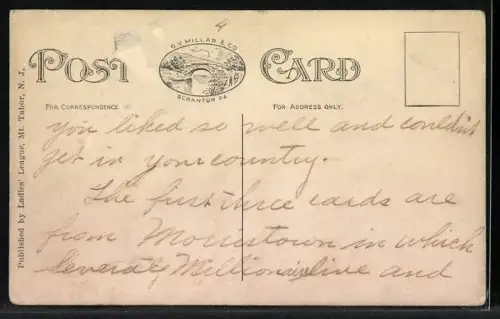 4
POST CARD
G.V. MILLAR & CO.
SCRANTON PA.
FOR CORRESPONDENCE
FOR ADDRESS ONLY.
Published by Ladies' League, Mt. Tabor, N. J.
you liked so well and couldn't
get in your country.
The first three cards are
from Morristown in which
several Millionaires live and